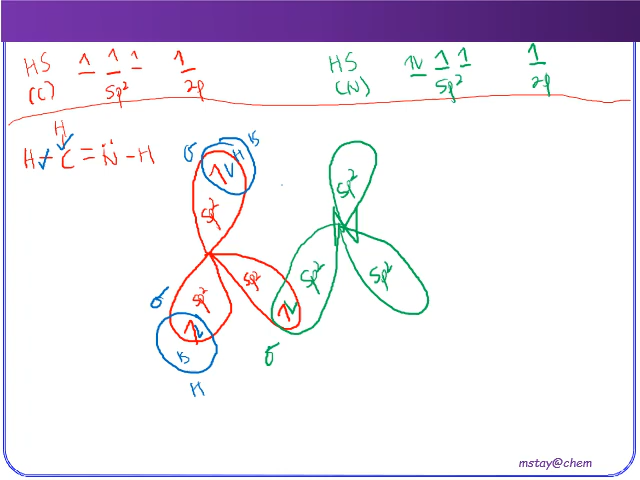 HS ↿ ↿ ↿ ↿ HS ↿⇂ ↿ ↿ ↿
(C) sp² 2p (N) sp² 2p
H
H - C = N̈ - H
σ H 1s
sp² sp²
N
sp² sp² sp² sp²
σ
1s σ
H
mstay@chem